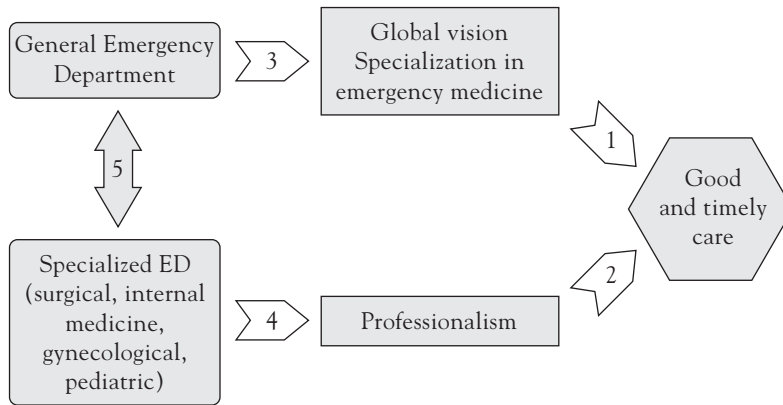 General Emergency
Department
3
Global vision
Specialization in
emergency medicine
1
5
Good
and timely
care
Specialized ED
(surgical, internal
medicine,
gynecological,
pediatric)
4
Professionalism
2